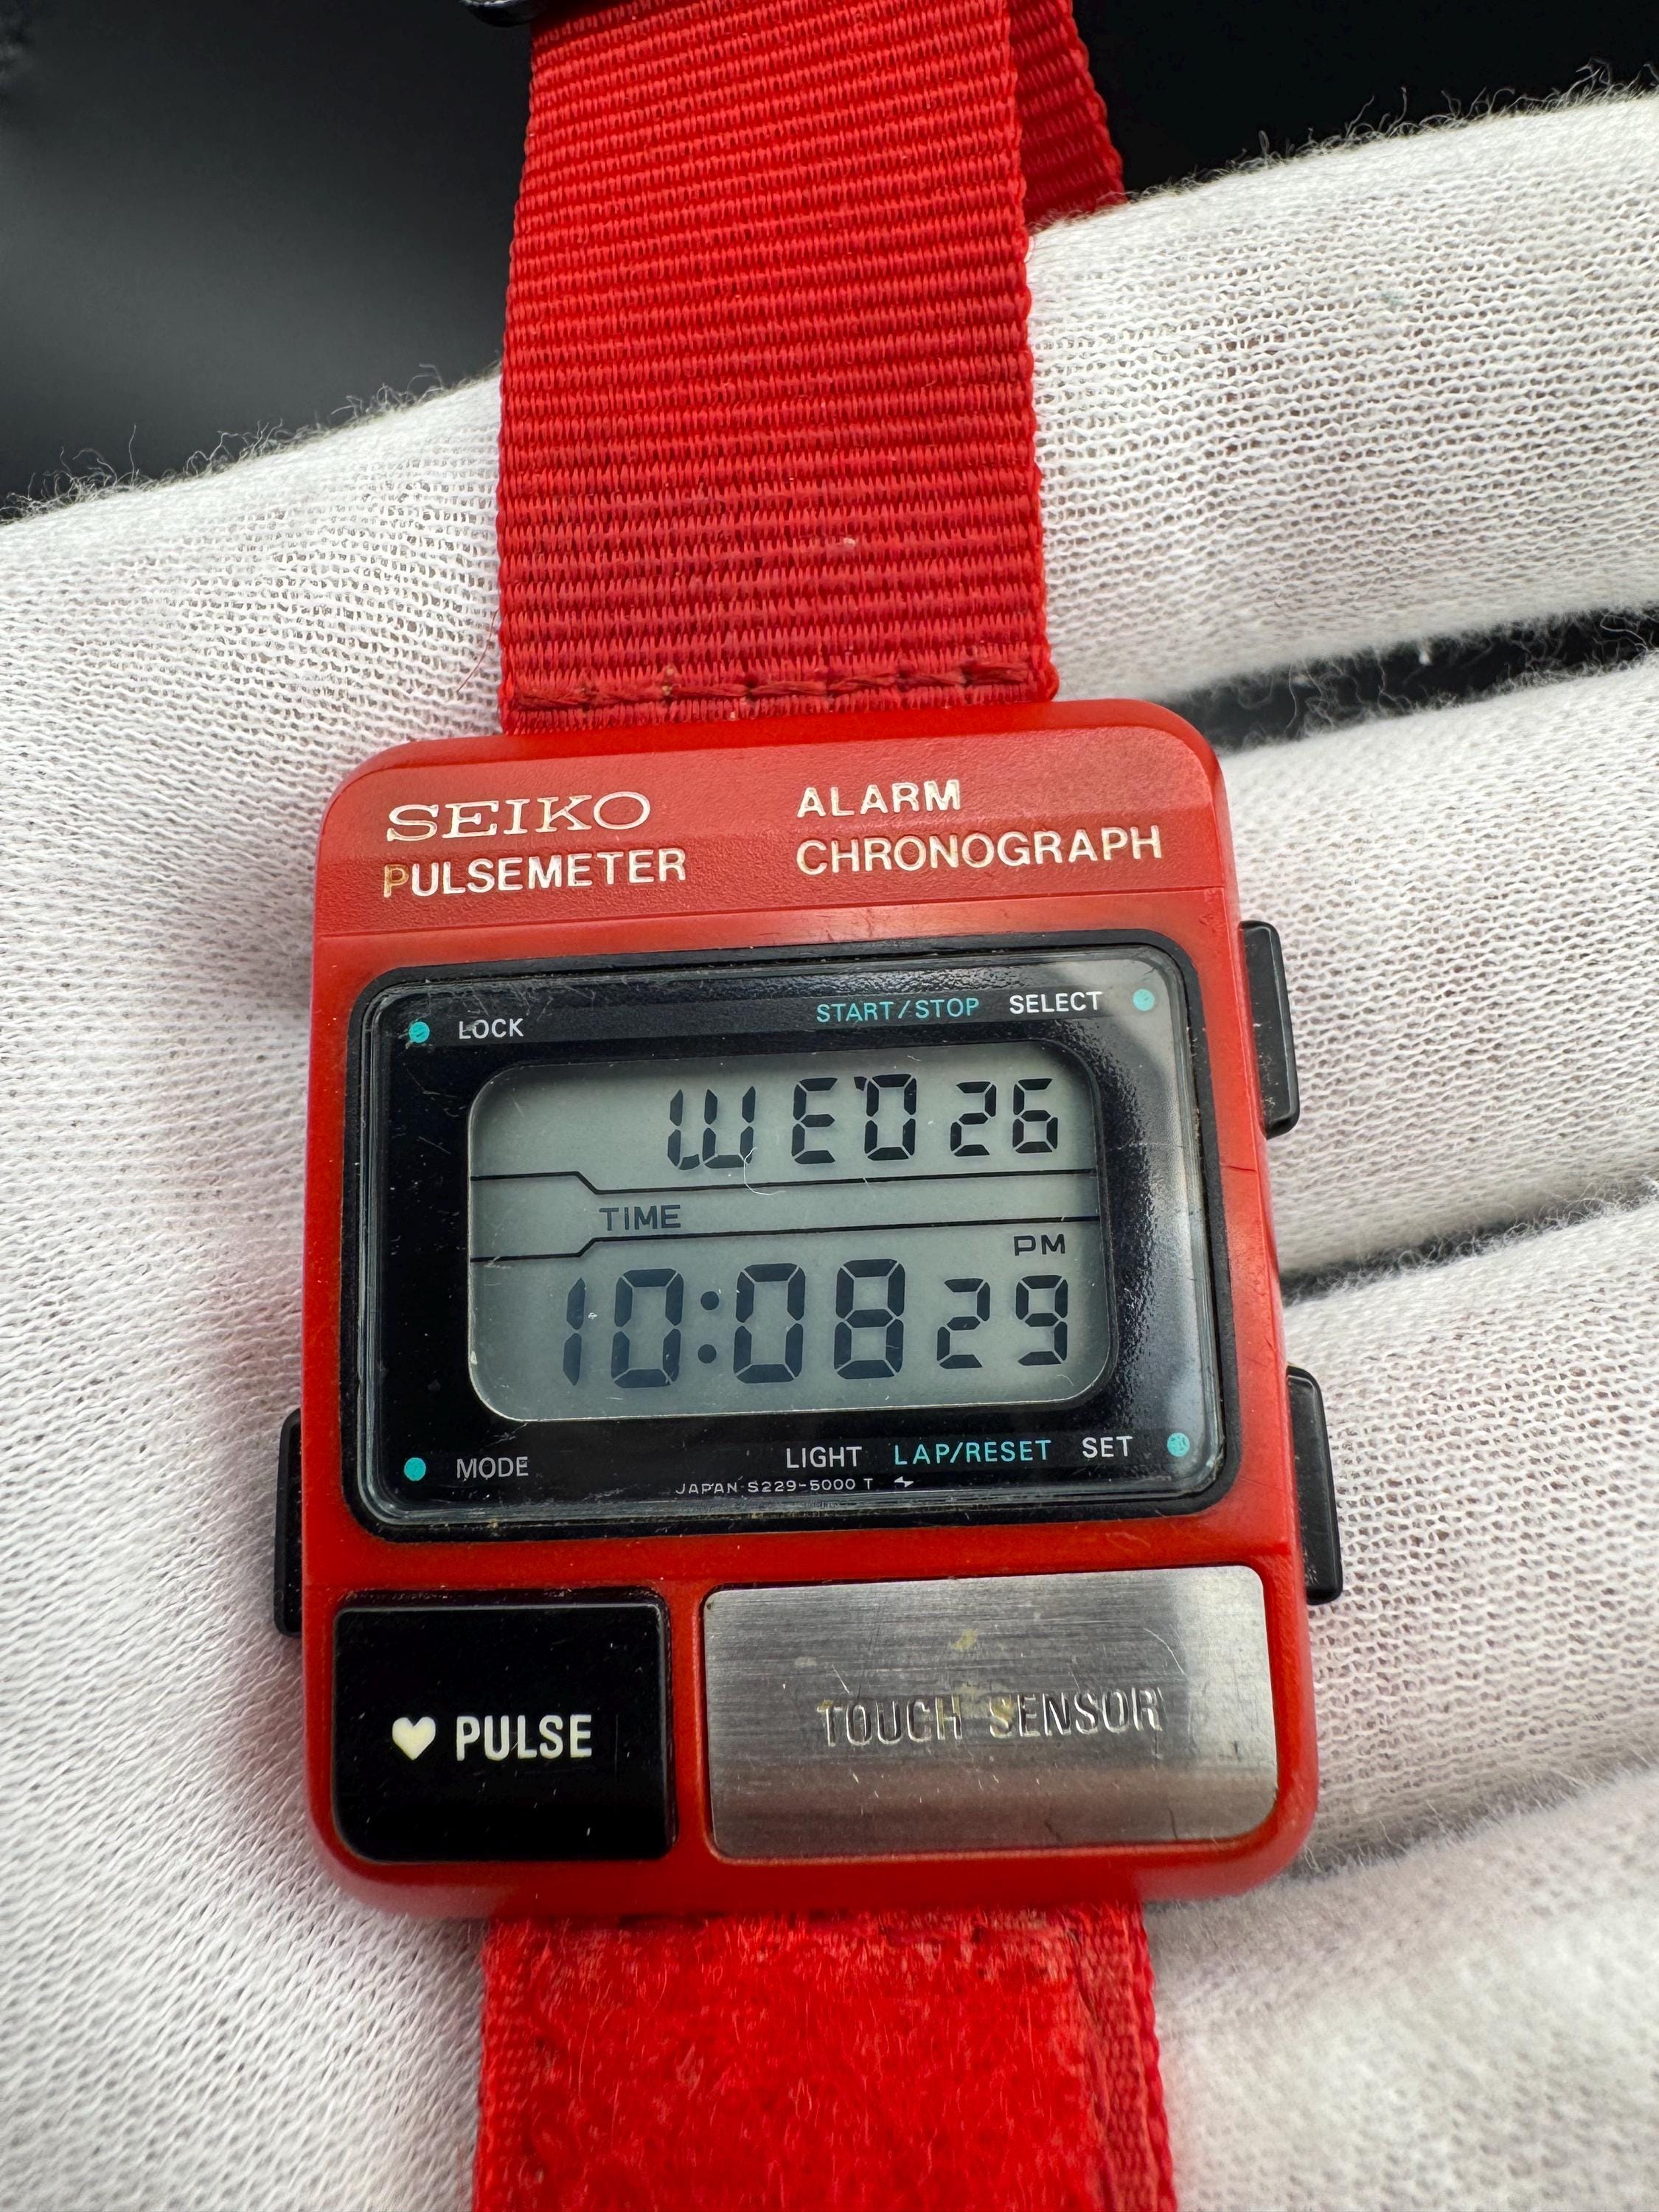 SEIKO
PULSEMETER
ALARM
CHRONOGRAPH
LOCK
START/STOP SELECT
WED 26
TIME
PM
10:08 29
MODE
LIGHT LAP/RESET SET
JAPAN S229-5000 T
PULSE
TOUCH SENSOR